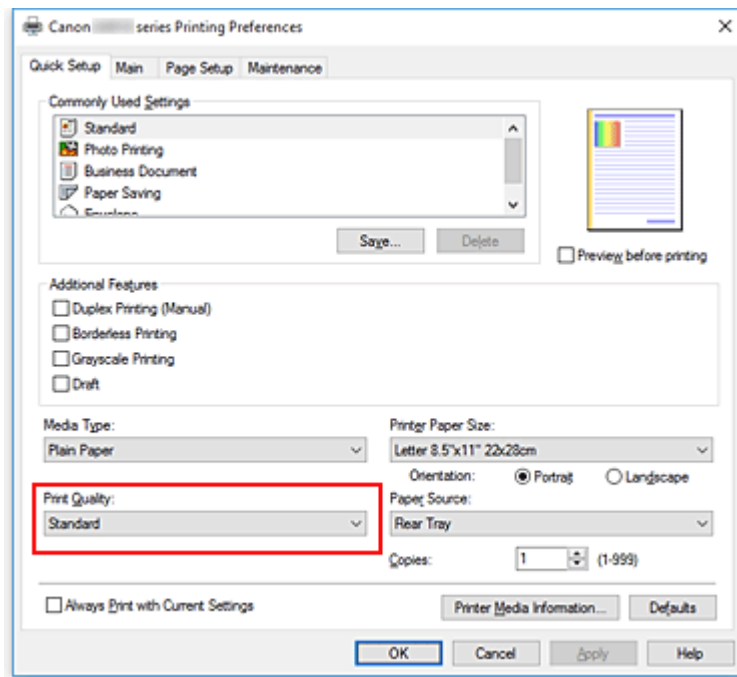 Canon series Printing Preferences
Quick Setup Main Page Setup Maintenance
Commonly Used Settings
Standard
Photo Printing
Business Document
Paper Saving
Envelope
Save... Delete
Preview before printing
Additional Features
Duplex Printing (Manual)
Borderless Printing
Grayscale Printing
Draft
Media Type:
Plain Paper
Printer Paper Size:
Letter 8.5"x11" 22x28cm
Orientation: Portrait Landscape
Print Quality:
Standard
Paper Source:
Rear Tray
Copies: 1 (1-999)
Always Print with Current Settings
Printer Media Information... Defaults
OK Cancel Apply Help